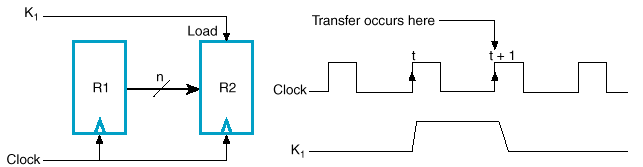 K1
Load
R1
n
R2
Clock
Transfer occurs here
t
t + 1
Clock
K1